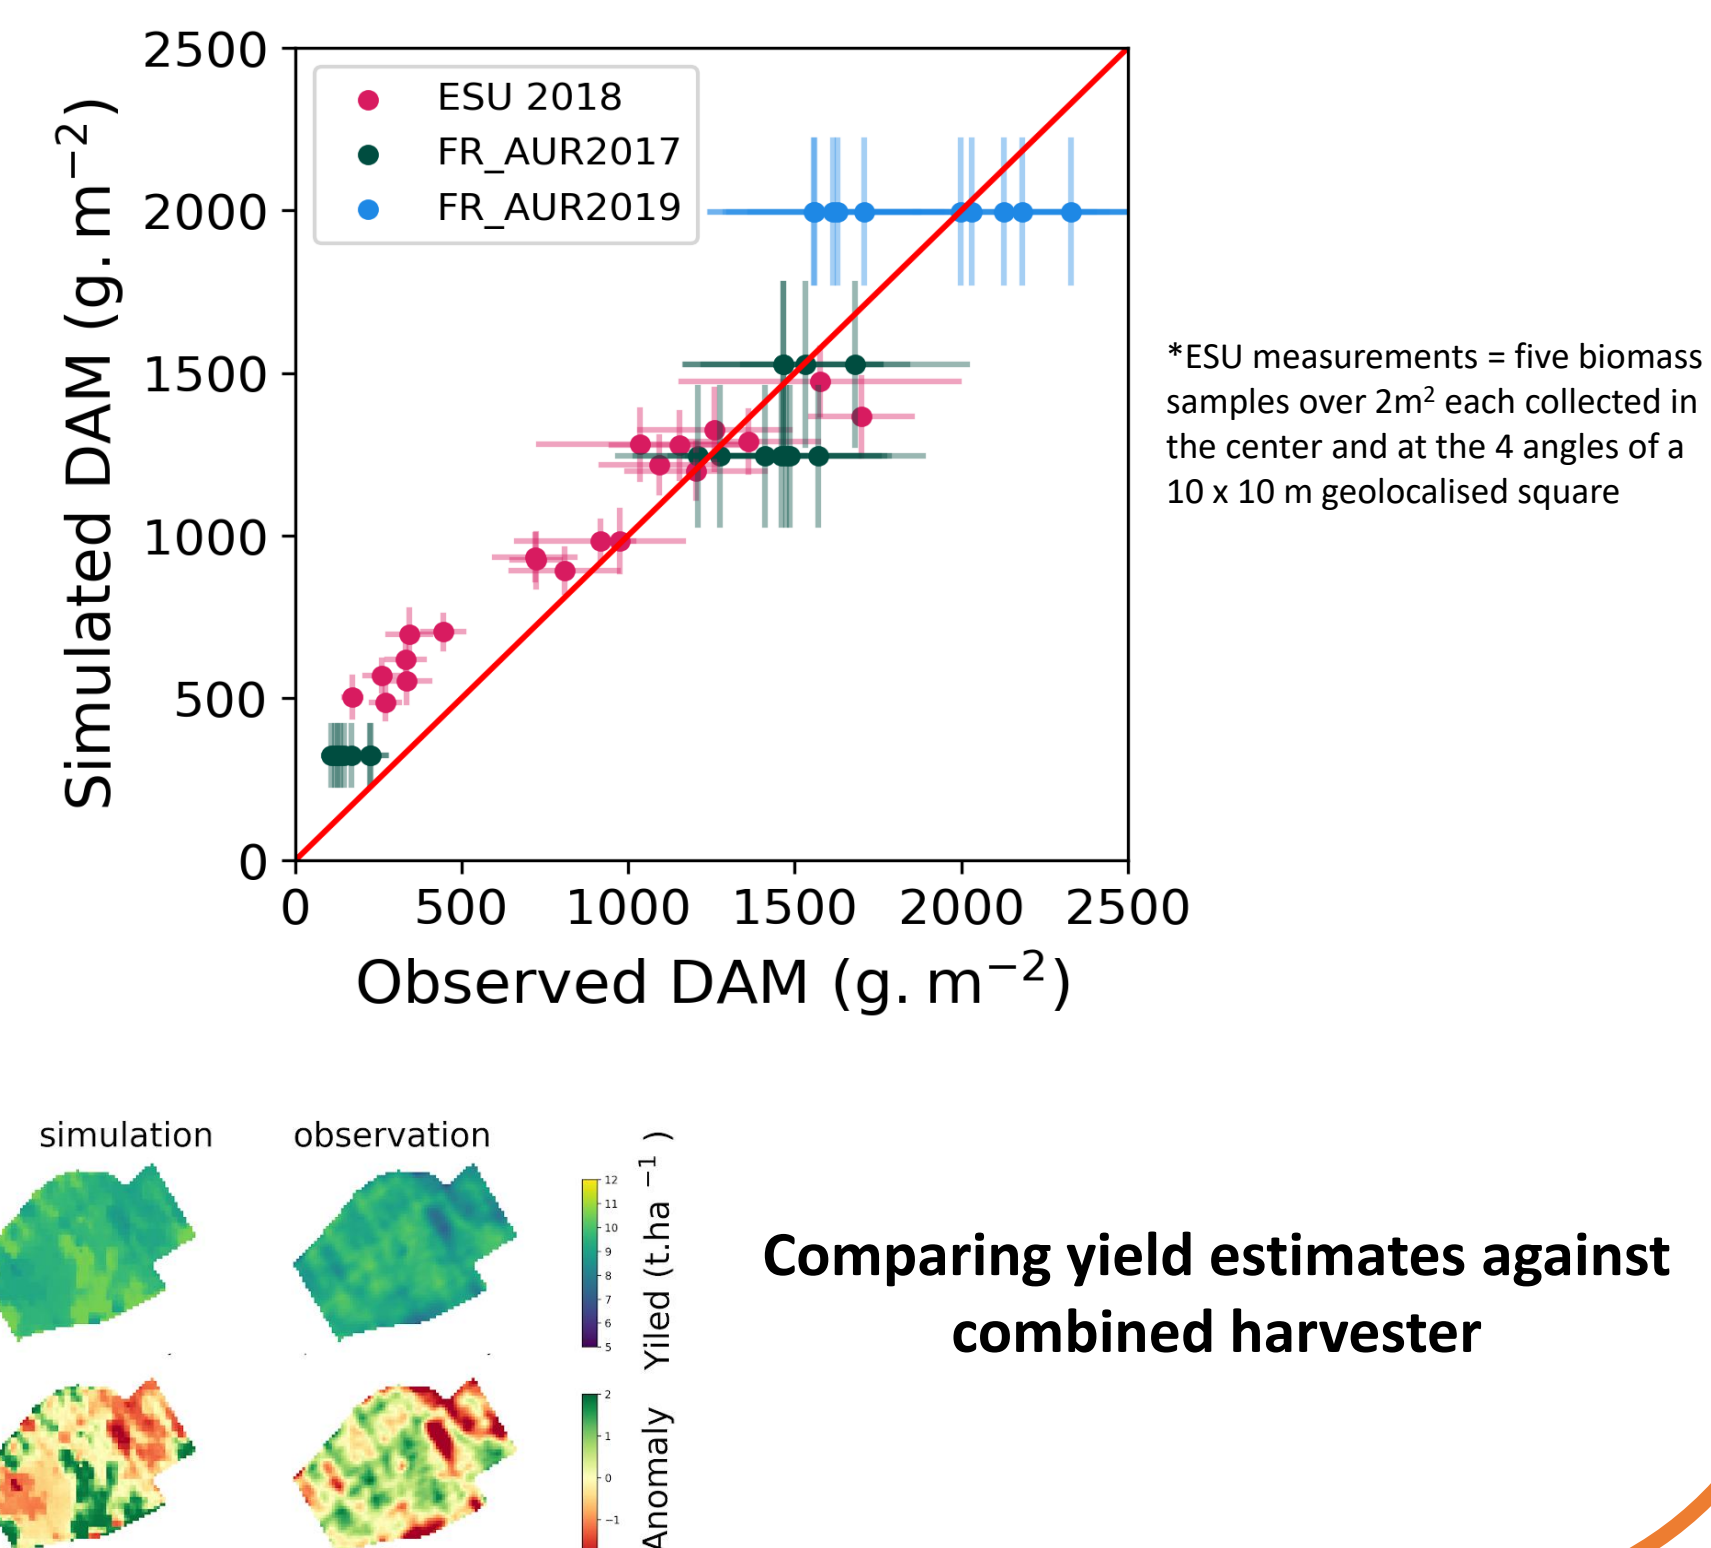 2500
2000
1500
1000
500
0
Simulated DAM (g. m⁻²)
ESU 2018
FR_AUR2017
FR_AUR2019
0 500 1000 1500 2000 2500
Observed DAM (g. m⁻²)
*ESU measurements = five biomass
samples over 2m² each collected in
the center and at the 4 angles of a
10 x 10 m geolocalised square
simulation
observation
12
11
10
9
8
7
6
5
Yiled (t.ha ⁻¹ )
2
1
0
−1
Anomaly
Comparing yield estimates against
combined harvester